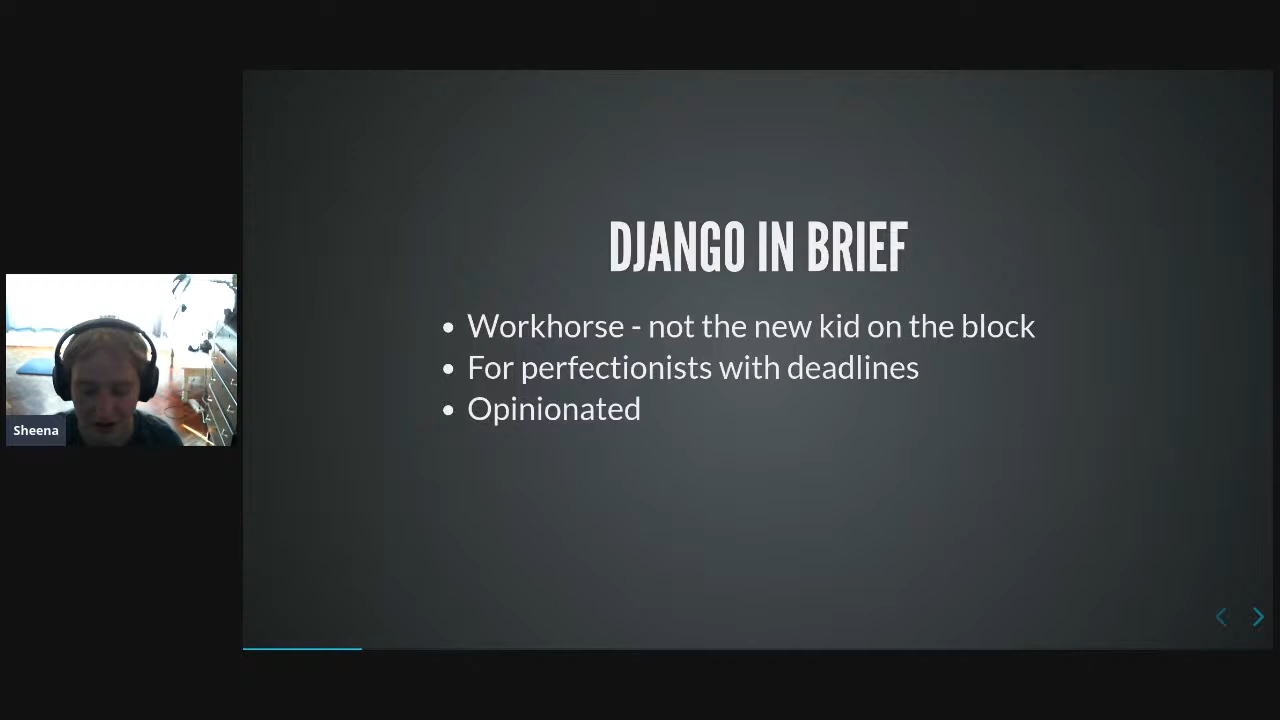 DJANGO IN BRIEF
Workhorse - not the new kid on the block
For perfectionists with deadlines
Opinionated
Sheena